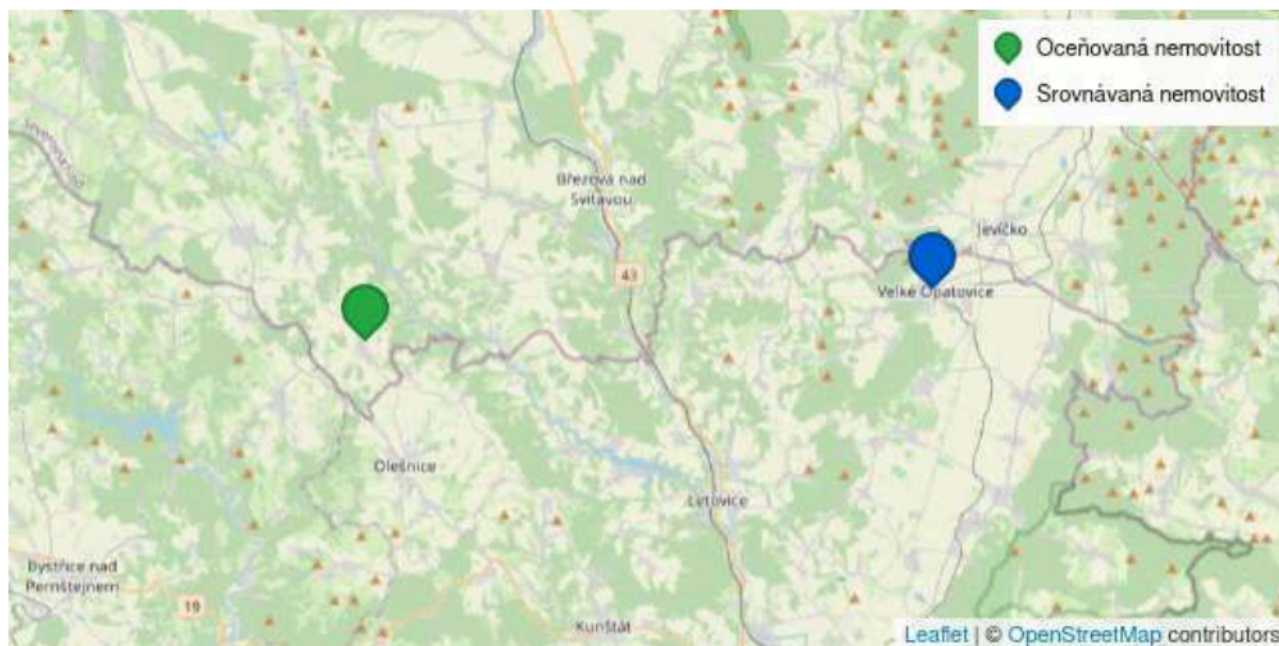 Oceňovaná nemovitost
Srovnávaná nemovitost
Březová nad
Svitavou
Jevíčko
43
Velké Opatovice
Olešnice
Letovice
Bystřice nad
Pernštejnem
19
Kunštát
Leaflet | © OpenStreetMap contributors